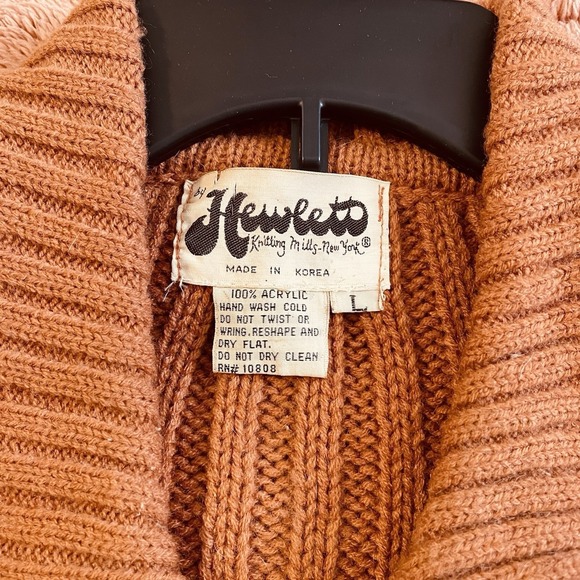 by
Hewlett
Knitting Mills-New York®
MADE IN KOREA
L
100% ACRYLIC
HAND WASH COLD
DO NOT TWIST OR
WRING.RESHAPE AND
DRY FLAT.
DO NOT DRY CLEAN
RN# 10808